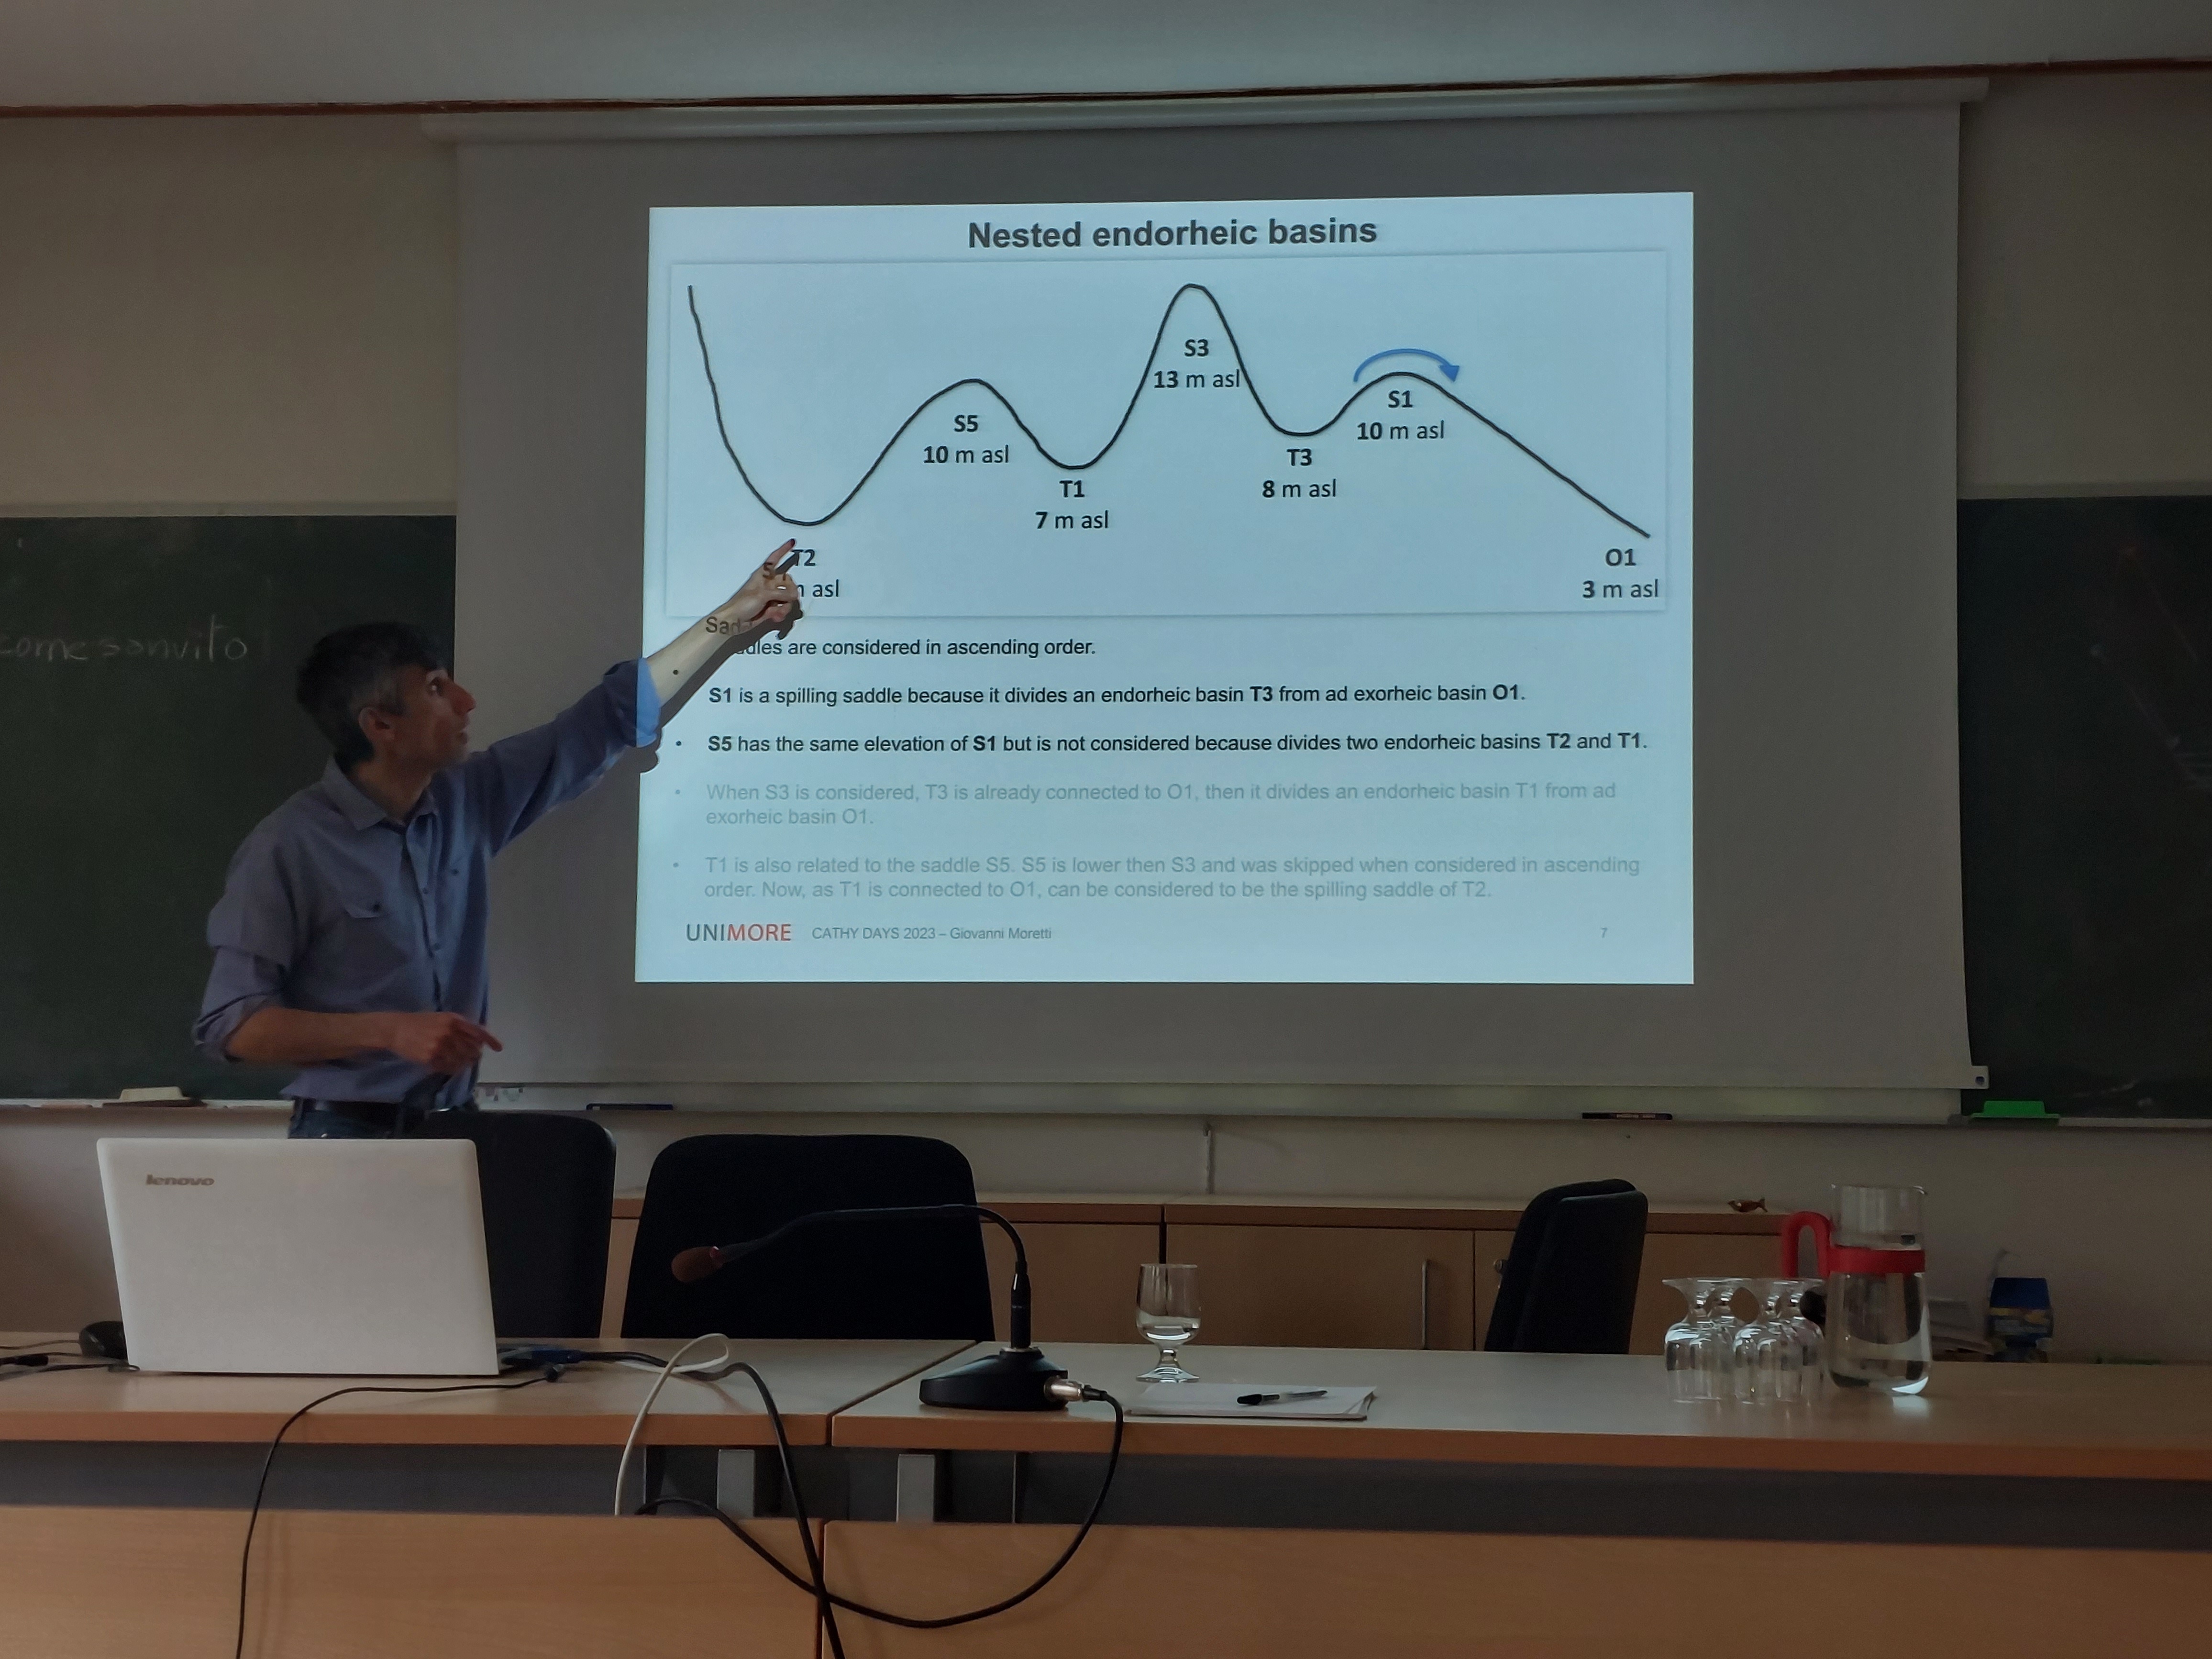 Nested endorheic basins
S3
13 m asl
S1
10 m asl
S5
10 m asl
T3
8 m asl
T1
7 m asl
T2
asl
O1
3 m asl
are considered in ascending order.
• S1 is a spilling saddle because it divides an endorheic basin T3 from ad exorheic basin O1.
• S5 has the same elevation of S1 but is not considered because divides two endorheic basins T2 and T1.
• When S3 is considered, T3 is already connected to O1, then it divides an endorheic basin T1 from ad
exorheic basin O1.
• T1 is also related to the saddle S5. S5 is lower then S3 and was skipped when considered in ascending
order. Now, as T1 is connected to O1, can be considered to be the spilling saddle of T2.
UNIMORE CATHY DAYS 2023 – Giovanni Moretti 7
comesanvito
lenovo